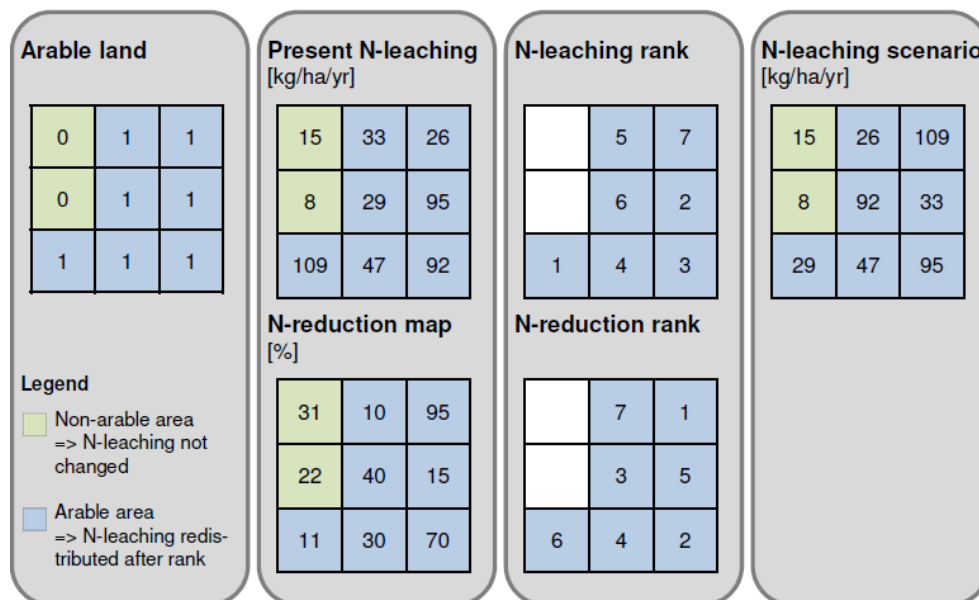 Arable land
0 1 1
0 1 1
1 1 1
Legend
Non-arable area
=> N-leaching not
changed
Arable area
=> N-leaching redis-
tributed after rank
Present N-leaching
[kg/ha/yr]
15 33 26
8 29 95
109 47 92
N-reduction map
[%]
31 10 95
22 40 15
11 30 70
N-leaching rank
5 7
6 2
1 4 3
N-reduction rank
7 1
3 5
6 4 2
N-leaching scenario
[kg/ha/yr]
15 26 109
8 92 33
29 47 95